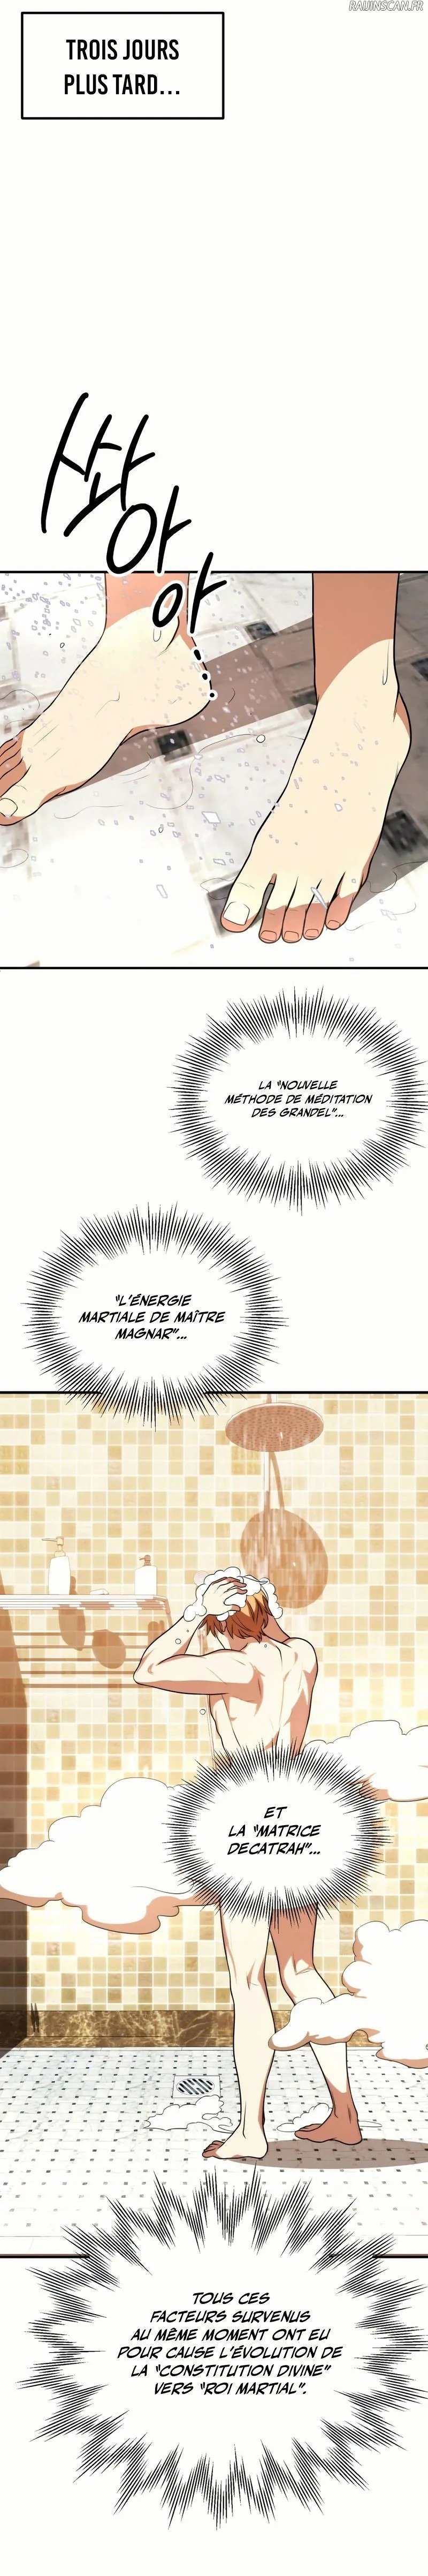 RAIJINSCAN.FR
TROIS JOURS
PLUS TARD...
쏴
아
아
LA "NOUVELLE
MÉTHODE DE MÉDITATION
DES GRANDEL"...
"L'ÉNERGIE
MARTIALE DE MAÎTRE
MAGNAR"...
ET
LA "MATRICE
DECATRAH"...
TOUS CES
FACTEURS SURVENUS
AU MÊME MOMENT ONT EU
POUR CAUSE L'ÉVOLUTION DE
LA "CONSTITUTION DIVINE"
VERS "ROI MARTIAL".